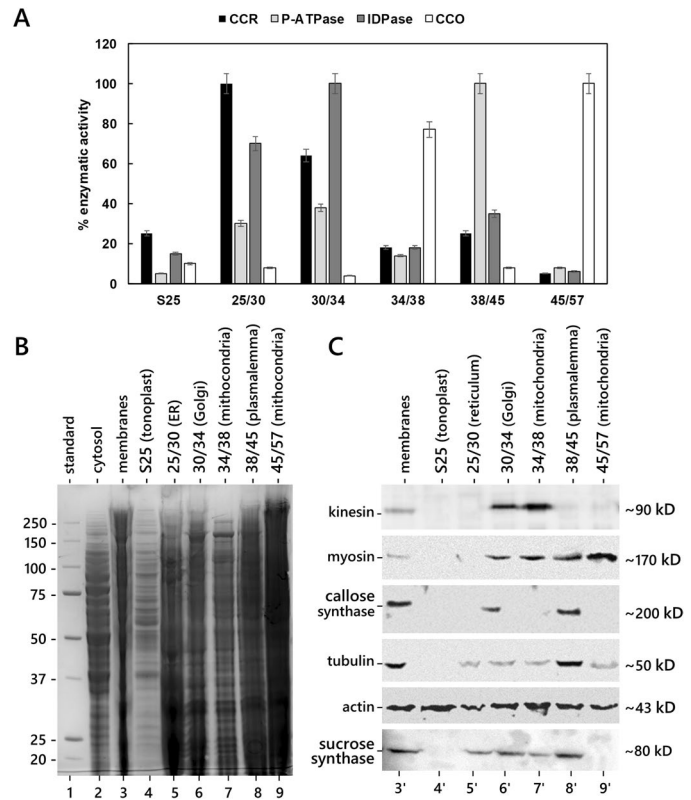 A
CCR P-ATPase IDPase CCO
% enzymatic activity
120
100
80
60
40
20
0
S25 25/30 30/34 34/38 38/45 45/57
B
standard
cytosol
membranes
S25 (tonoplast)
25/30 (ER)
30/34 (Golgi)
34/38 (mithocondria)
38/45 (plasmalemma)
45/57 (mithocondria)
250
150
100
75
50
37
25
20
1 2 3 4 5 6 7 8 9
C
membranes
S25 (tonoplast)
25/30 (reticulum)
30/34 (Golgi)
34/38 (mitochondria)
38/45 (plasmalemma)
45/57 (mitochondria)
kinesin ~90 kD
myosin ~170 kD
callose
synthase ~200 kD
tubulin ~50 kD
actin ~43 kD
sucrose
synthase ~80 kD
3' 4' 5' 6' 7' 8' 9'